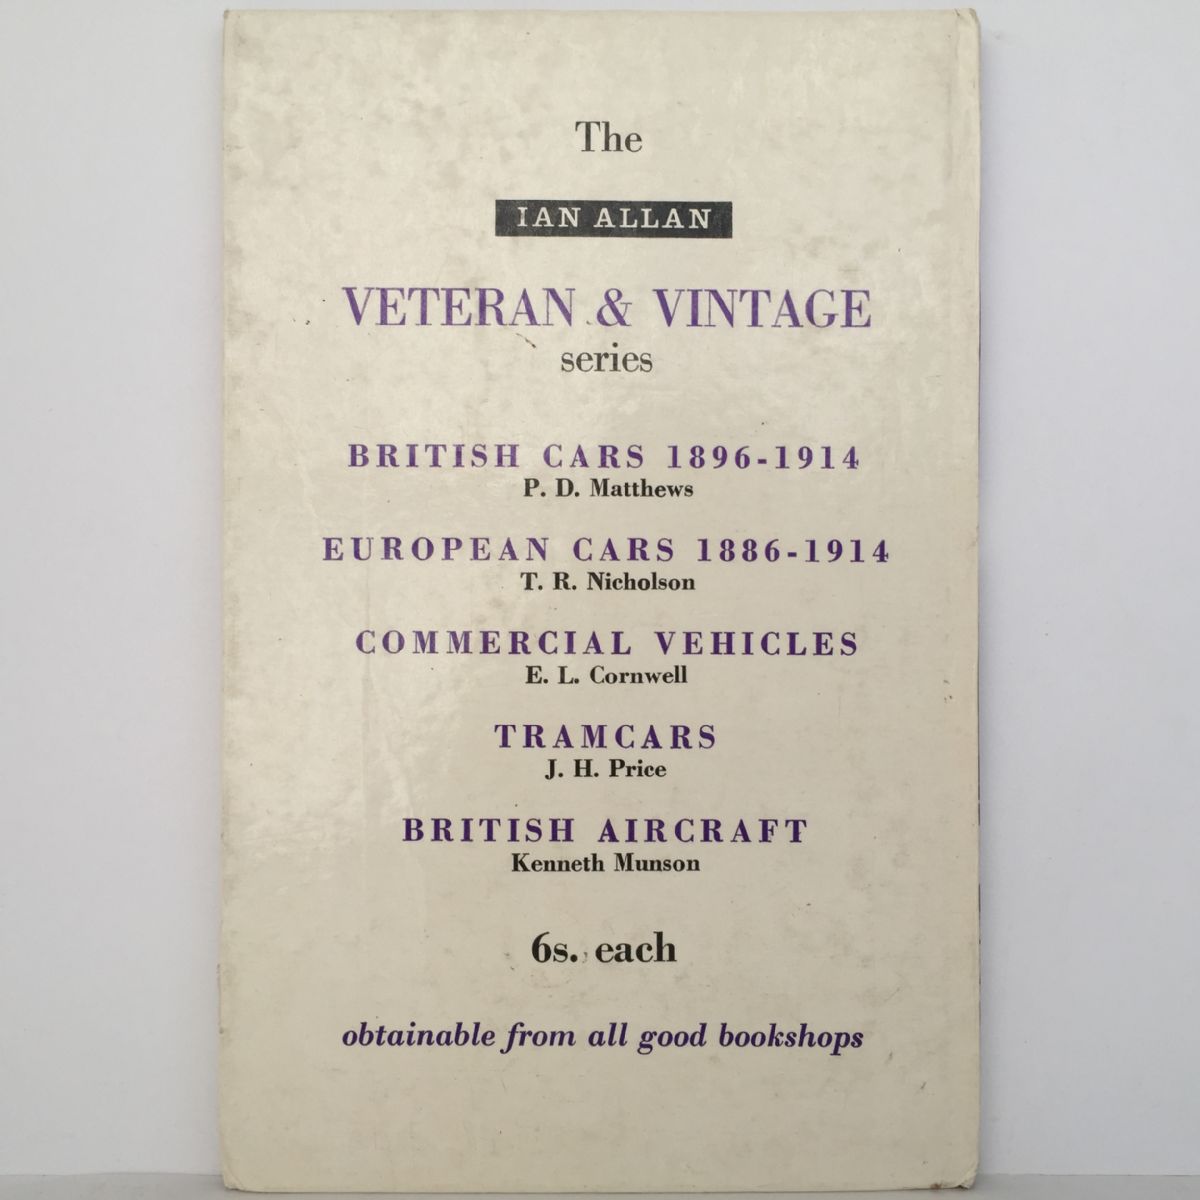 The
IAN ALLAN
VETERAN & VINTAGE
series
BRITISH CARS 1896-1914
P. D. Matthews
EUROPEAN CARS 1886-1914
T. R. Nicholson
COMMERCIAL VEHICLES
E. L. Cornwell
TRAMCARS
J. H. Price
BRITISH AIRCRAFT
Kenneth Munson
6s. each
obtainable from all good bookshops